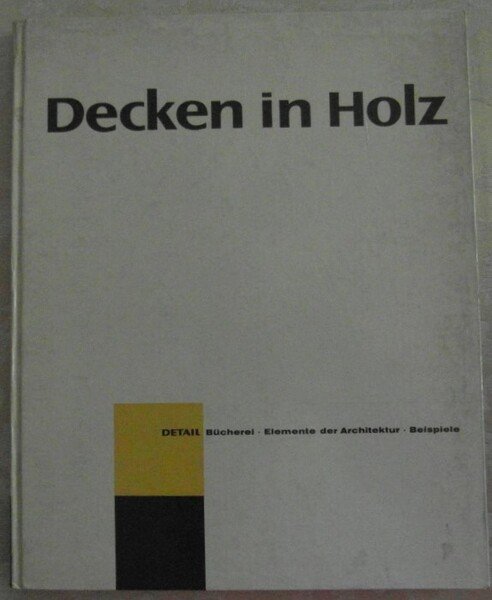 Decken in Holz
DETAIL Bücherei · Elemente der Architektur · Beispiele